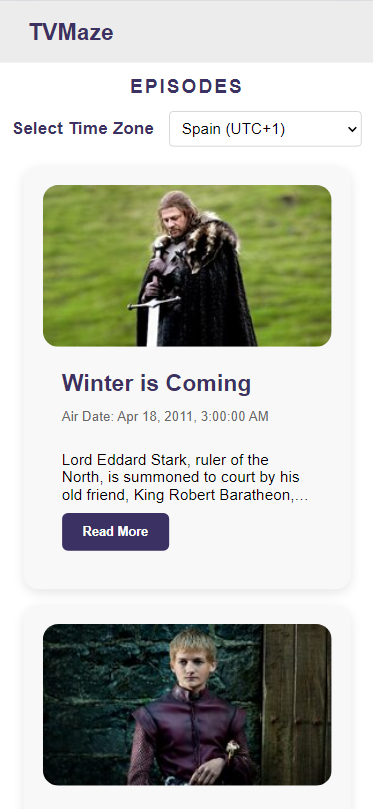 TVMaze
EPISODES
Select Time Zone
Spain (UTC+1)
Winter is Coming
Air Date: Apr 18, 2011, 3:00:00 AM
Lord Eddard Stark, ruler of the
North, is summoned to court by his
old friend, King Robert Baratheon,...
Read More